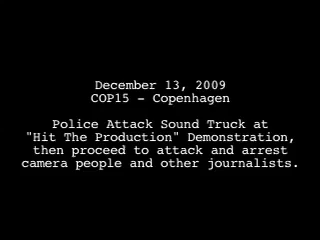 December 13, 2009
COP15 - Copenhagen
Police Attack Sound Truck at
"Hit The Production" Demonstration,
then proceed to attack and arrest
camera people and other journalists.